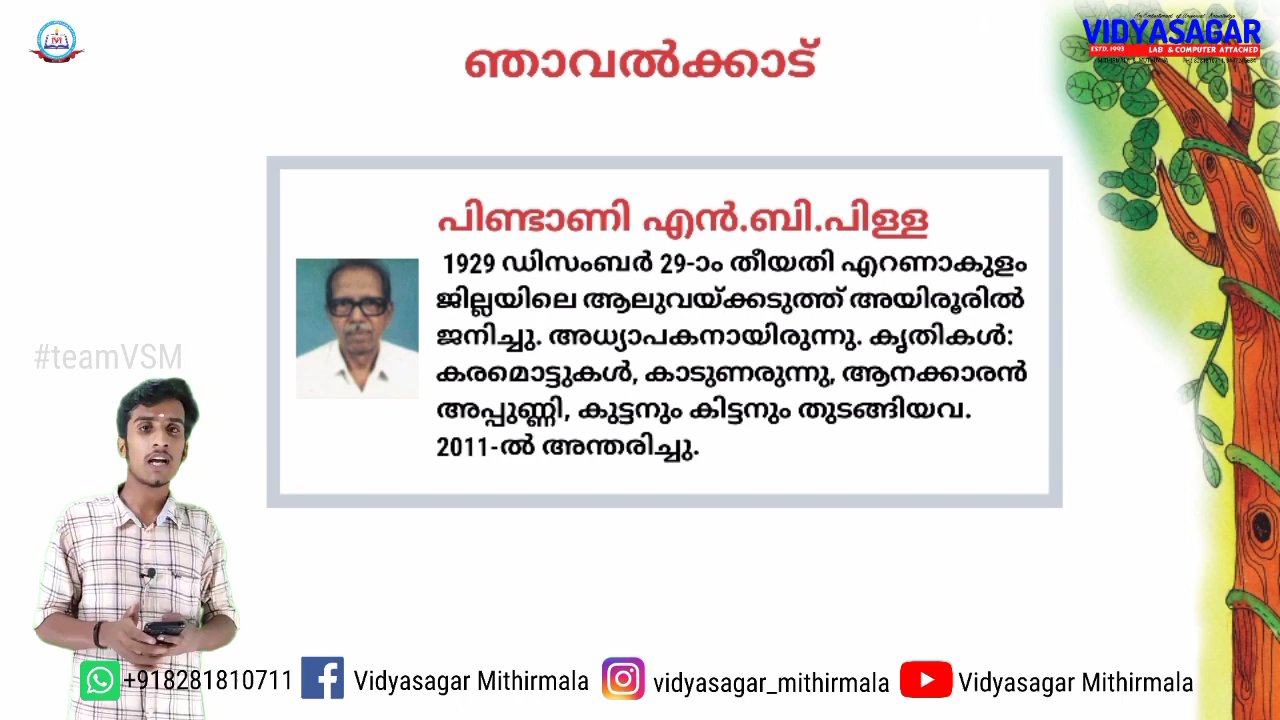 ഞാവൽക്കാട്
VIDYASAGAR
ESTD. 1993 LAB & COMPUTER ATTACHED
പിണ്ടാണി എൻ.ബി.പിള്ള
1929 ഡിസംബർ 29-ാം തീയതി എറണാകുളം
ജില്ലയിലെ ആലുവയ്ക്കടുത്ത് അയിരൂരിൽ
ജനിച്ചു. അധ്യാപകനായിരുന്നു. കൃതികൾ:
കരമൊട്ടുകൾ, കാടുണരുന്നു, ആനക്കാരൻ
അപ്പുണ്ണി, കുട്ടനും കിട്ടനും തുടങ്ങിയവ.
2011-ൽ അന്തരിച്ചു.
#teamVSM
+918281810711 Vidyasagar Mithirmala vidyasagar_mithirmala Vidyasagar Mithirmala